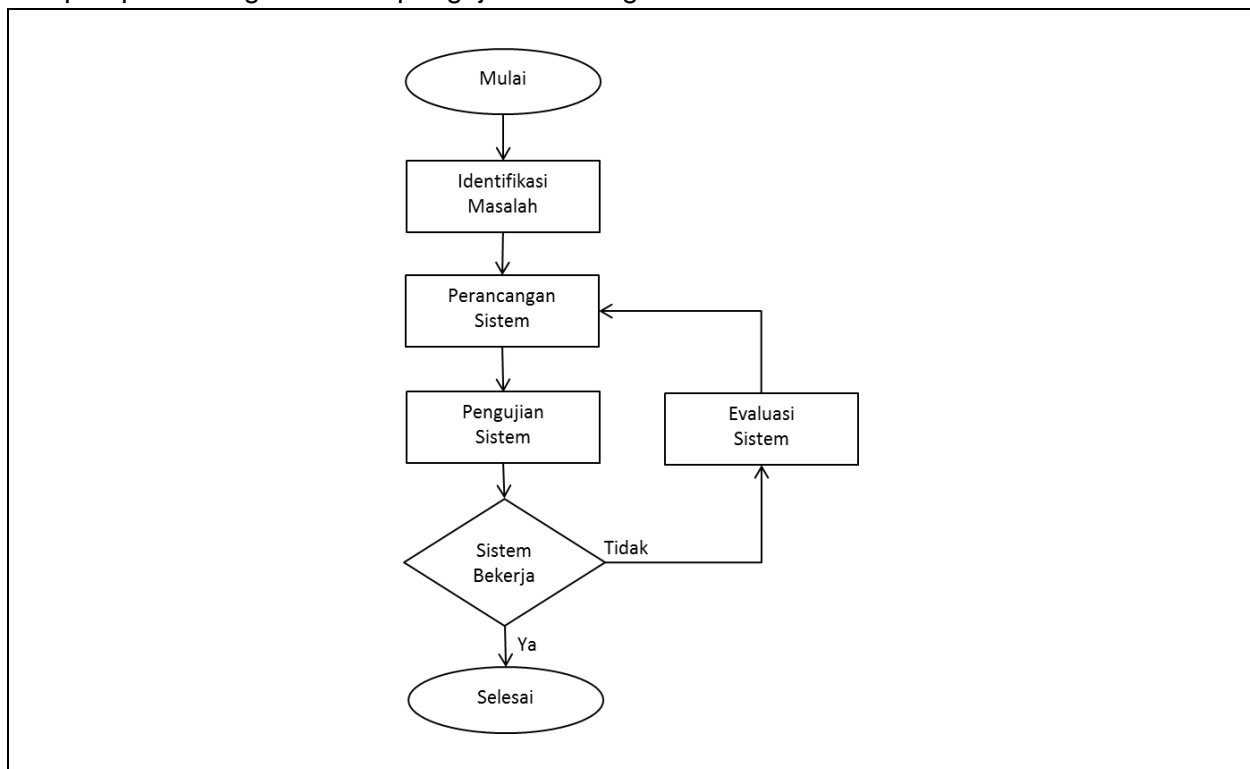 Mulai
Identifikasi
Masalah
Perancangan
Sistem
Pengujian
Sistem
Evaluasi
Sistem
Sistem
Bekerja
Tidak
Ya
Selesai